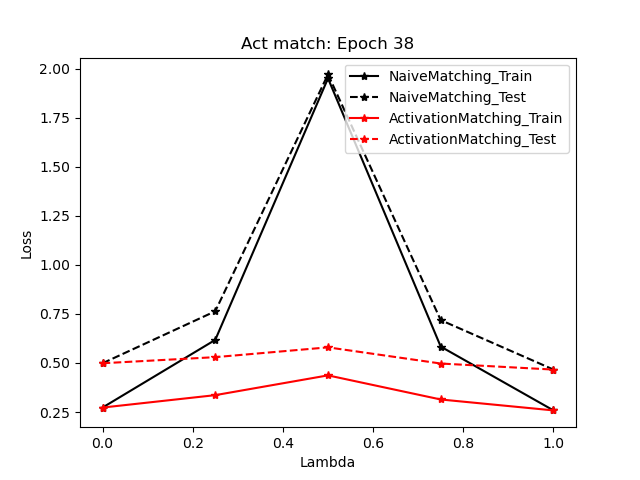 Act match: Epoch 38
NaiveMatching_Train
NaiveMatching_Test
ActivationMatching_Train
ActivationMatching_Test
2.00
1.75
1.50
1.25
1.00
0.75
0.50
0.25
Loss
0.0
0.2
0.4
0.6
0.8
1.0
Lambda